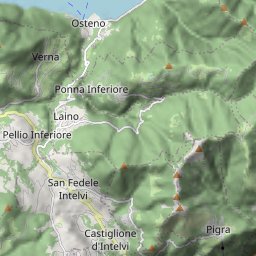 Osteno
Verna
Ponna Inferiore
Laino
Pellio Inferiore
San Fedele
Intelvi
Pigra
Castiglione
d'Intelvi